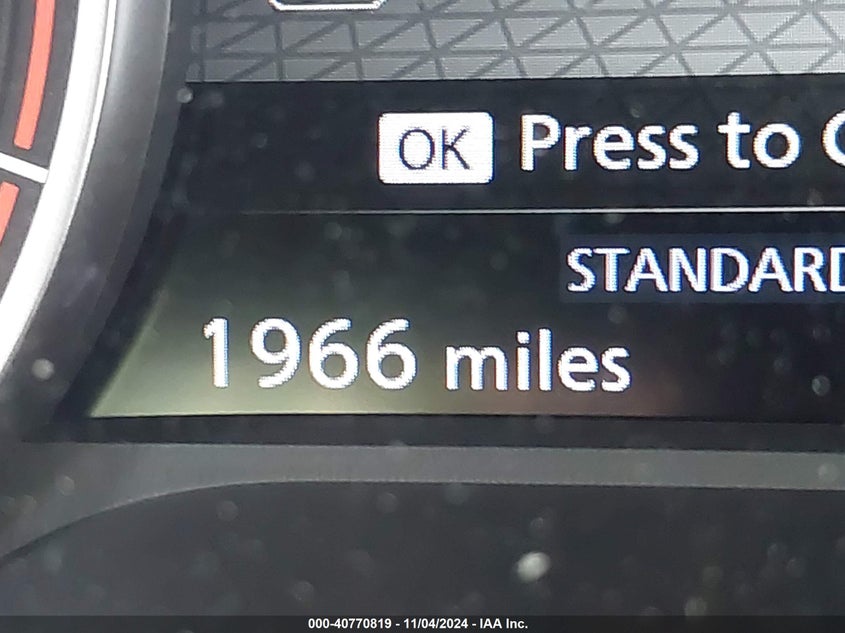 OK Press to
STANDARD
1966 miles
000-40770819 - 11/04/2024 - IAA Inc.